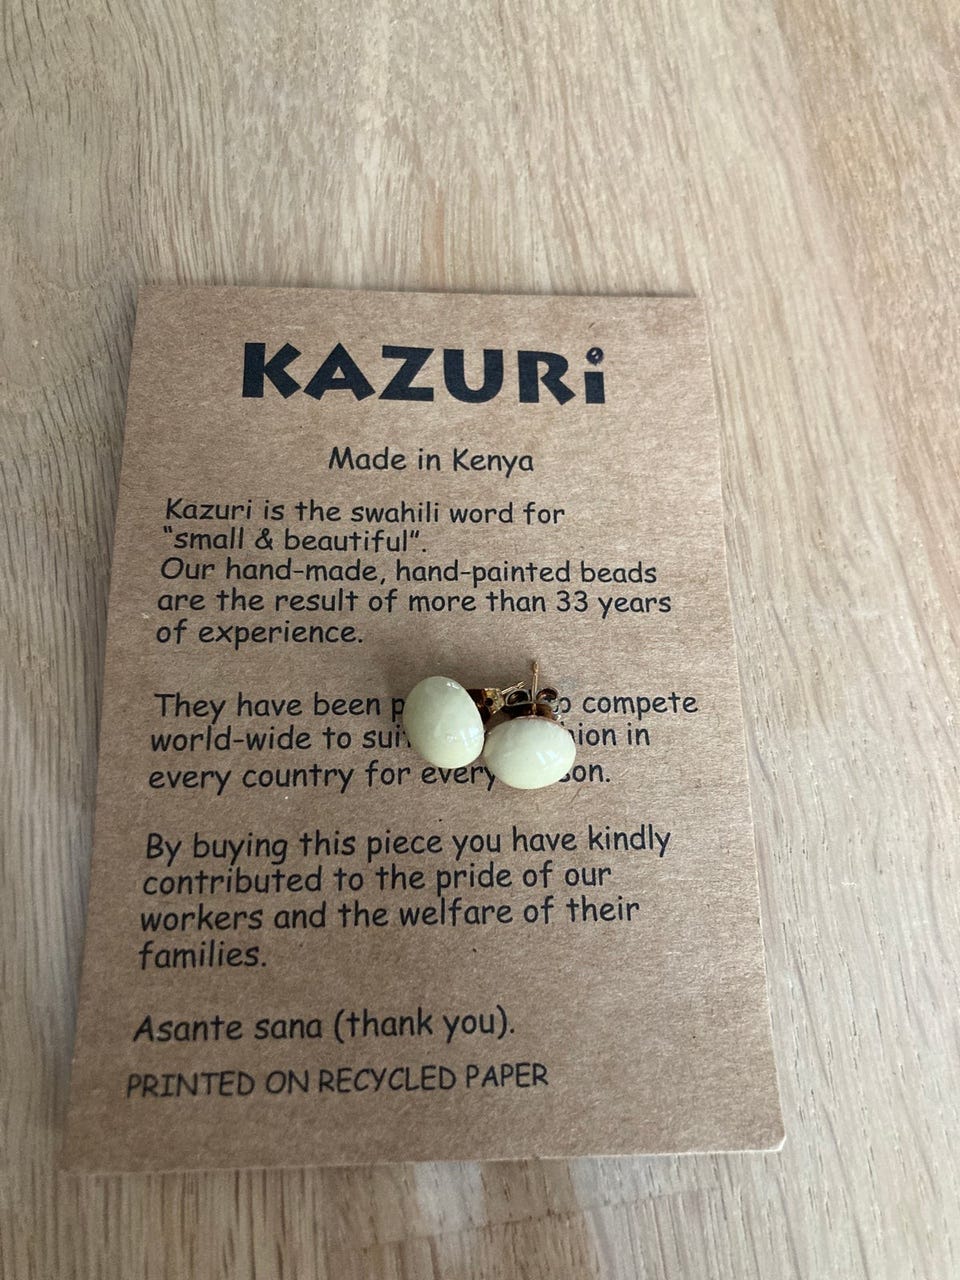 KAZURi
Made in Kenya
Kazuri is the swahili word for
"small & beautiful".
Our hand-made, hand-painted beads
are the result of more than 33 years
of experience.
They have been compete
world-wide to in
every country for every
By buying this piece you have kindly
contributed to the pride of our
workers and the welfare of their
families.
Asante sana (thank you).
PRINTED ON RECYCLED PAPER